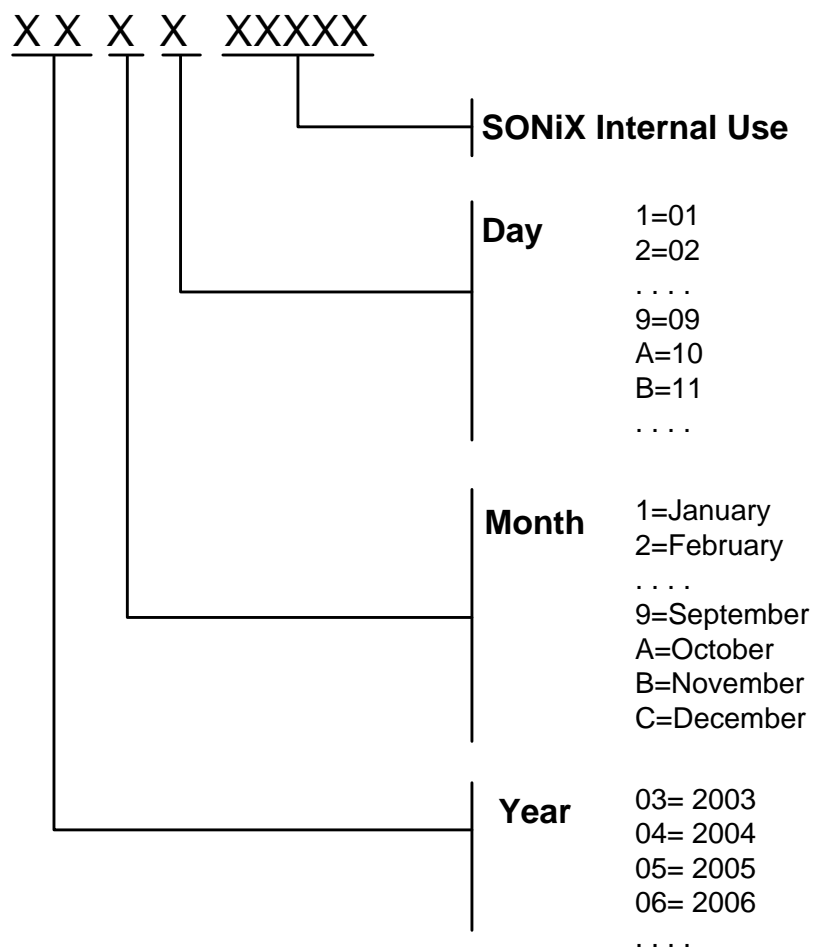 X X X X XXXXX
SONiX Internal Use
Day
1=01
2=02
. . . .
9=09
A=10
B=11
. . . .
Month
1=January
2=February
. . . .
9=September
A=October
B=November
C=December
Year
03= 2003
04= 2004
05= 2005
06= 2006
. . . .